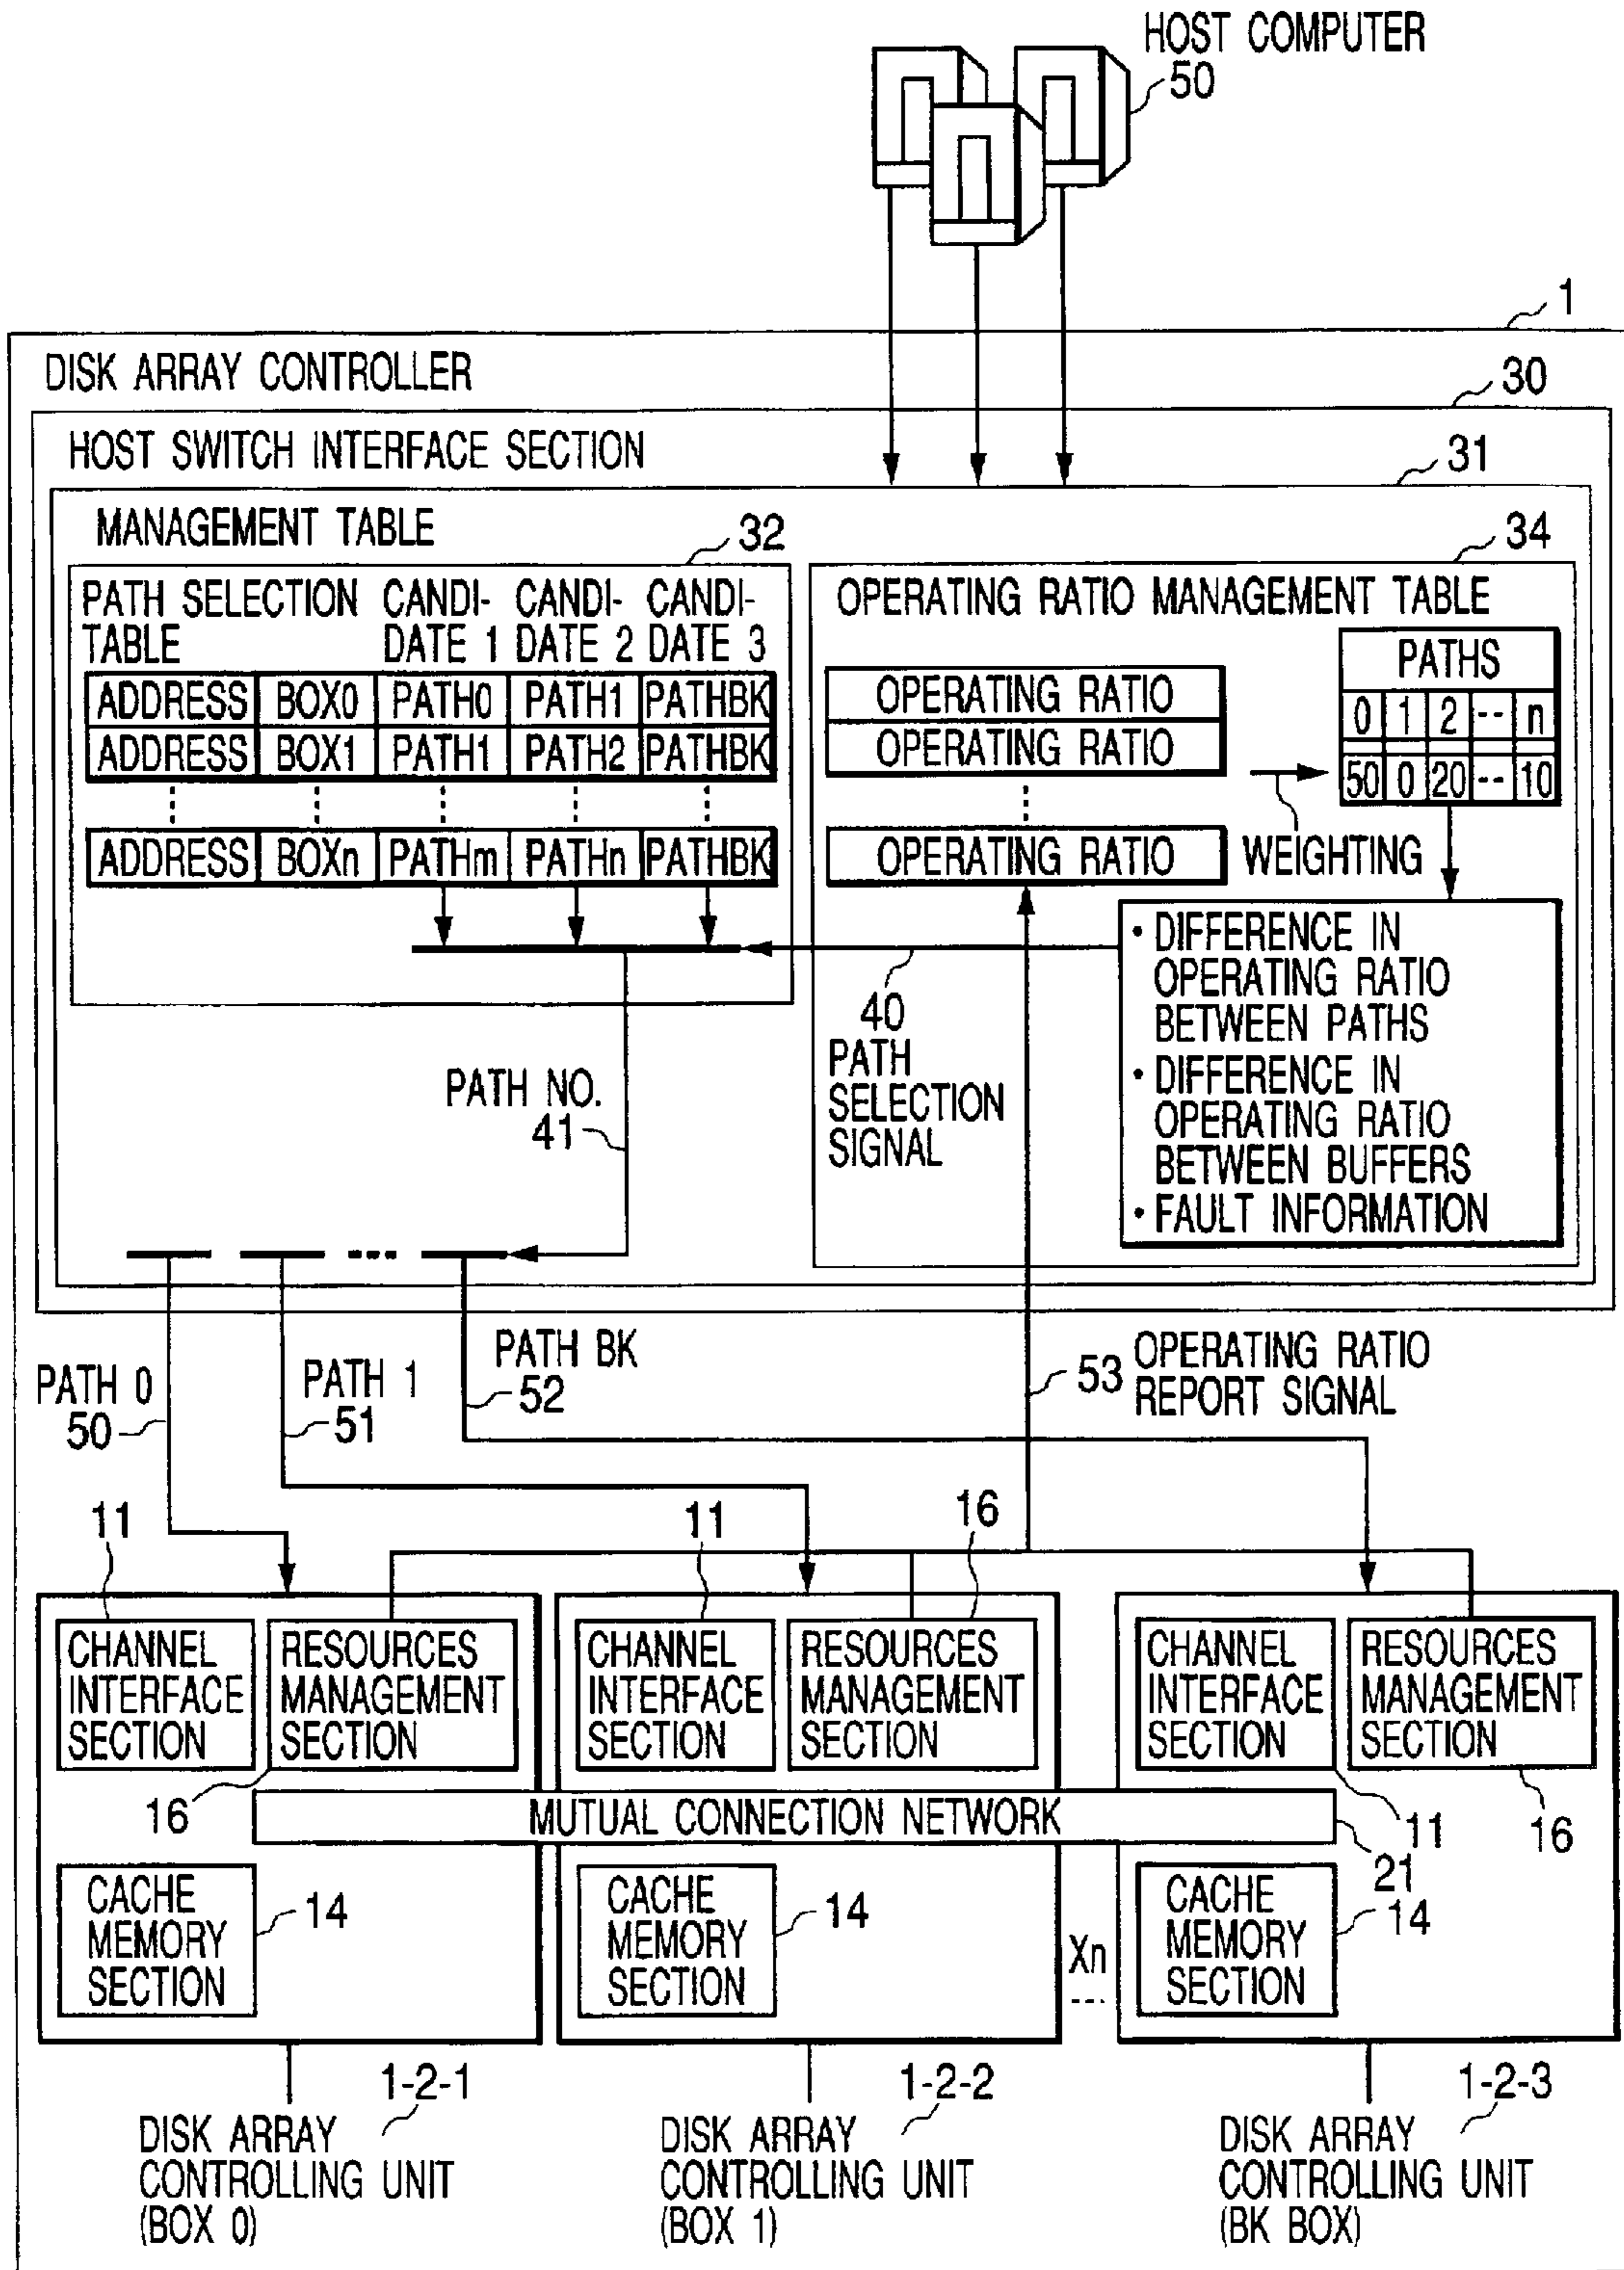 HOST COMPUTER
50
1
DISK ARRAY CONTROLLER
30
HOST SWITCH INTERFACE SECTION
31
MANAGEMENT TABLE
32
34
PATH SELECTION
TABLE
CANDI-
DATE 1
CANDI-
DATE 2
CANDI-
DATE 3
ADDRESS BOX0 PATH0 PATH1 PATHBK
ADDRESS BOX1 PATH1 PATH2 PATHBK
ADDRESS BOXn PATHm PATHn PATHBK
OPERATING RATIO MANAGEMENT TABLE
OPERATING RATIO
OPERATING RATIO
OPERATING RATIO
WEIGHTING
PATHS
0 1 2 -- n
50 0 20 -- 10
• DIFFERENCE IN
OPERATING RATIO
BETWEEN PATHS
• DIFFERENCE IN
OPERATING RATIO
BETWEEN BUFFERS
• FAULT INFORMATION
40
PATH
SELECTION
SIGNAL
PATH NO.
41
PATH 0
50
PATH 1
51
PATH BK
52
53 OPERATING RATIO
REPORT SIGNAL
11
11
16
CHANNEL
INTERFACE
SECTION
RESOURCES
MANAGEMENT
SECTION
CHANNEL
INTERFACE
SECTION
RESOURCES
MANAGEMENT
SECTION
CHANNEL
INTERFACE
SECTION
RESOURCES
MANAGEMENT
SECTION
16
MUTUAL CONNECTION NETWORK
21
11
16
CACHE
MEMORY
SECTION
14
CACHE
MEMORY
SECTION
14
Xn
---
CACHE
MEMORY
SECTION
14
1-2-1
DISK ARRAY
CONTROLLING UNIT
(BOX 0)
1-2-2
DISK ARRAY
CONTROLLING UNIT
(BOX 1)
1-2-3
DISK ARRAY
CONTROLLING UNIT
(BK BOX)